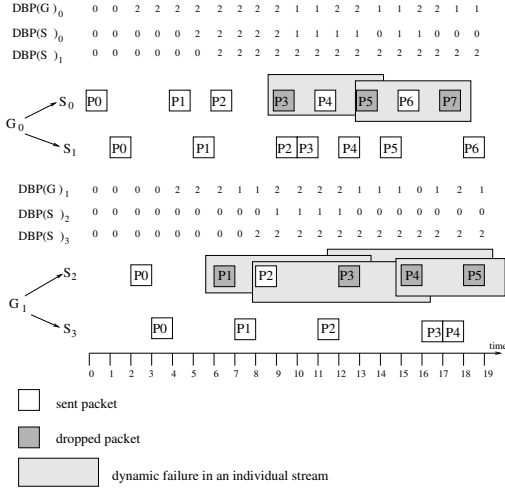 DBP(G )0 0 0 2 2 2 2 2 2 2 2 1 1 2 2 1 1 2 2 1 1
DBP(S )0 0 0 0 0 0 0 2 2 2 2 1 1 1 1 0 1 1 0 0 0
DBP(S )1 0 0 0 0 0 0 2 2 2 2 2 2 2 2 2 2 2 2 2 2
S0 P0 P1 P2 P3 P4 P5 P6 P7
G0
S1 P0 P1 P2 P3 P4 P5 P6
DBP(G )1 0 0 0 0 2 2 2 1 1 2 2 2 2 1 1 1 0 1 2 1
DBP(S )2 0 0 0 0 0 0 0 0 0 1 1 1 1 0 0 0 0 0 0 0
DBP(S )3 0 0 0 0 0 0 0 0 2 2 2 2 2 2 2 2 2 2 2 2
S2 P0 P1 P2 P3 P4 P5
G1
S3 P0 P1 P2 P3 P4
time
0 1 2 3 4 5 6 7 8 9 10 11 12 13 14 15 16 17 18 19
sent packet
dropped packet
dynamic failure in an individual stream